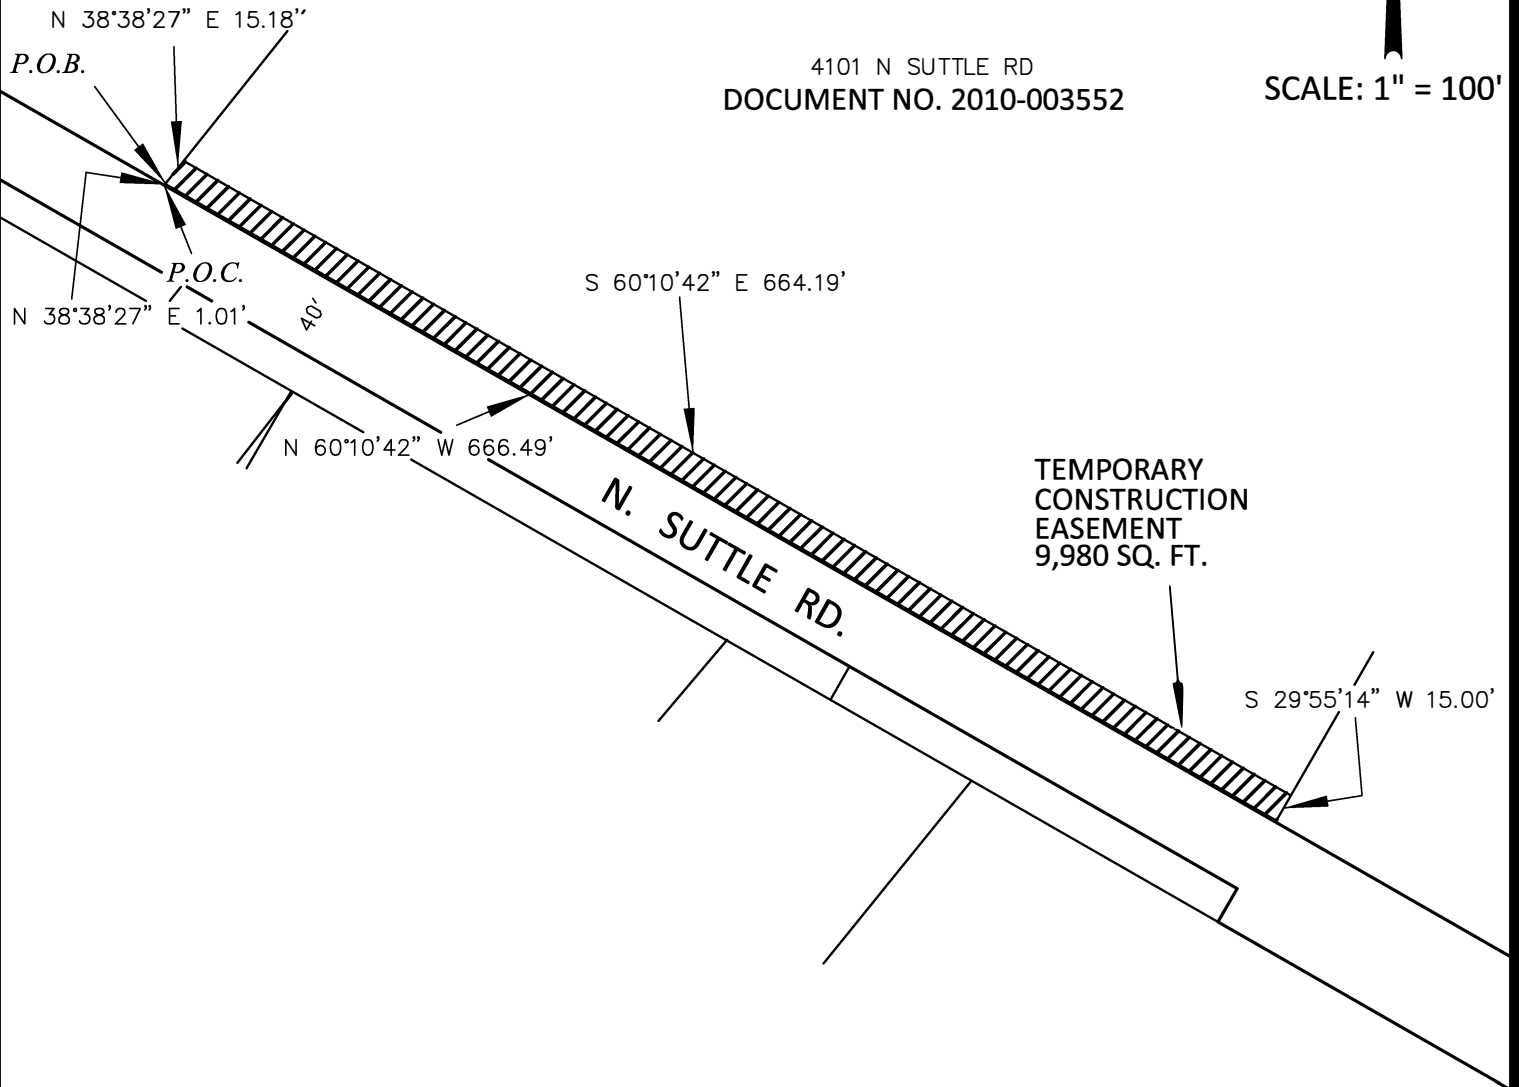 N 38°38'27" E 15.18'
P.O.B.
4101 N SUTTLE RD
DOCUMENT NO. 2010-003552
SCALE: 1" = 100'
P.O.C.
N 38°38'27" E 1.01'
40'
S 60°10'42" E 664.19'
N 60°10'42" W 666.49'
N. SUTTLE RD.
TEMPORARY
CONSTRUCTION
EASEMENT
9,980 SQ. FT.
S 29°55'14" W 15.00'